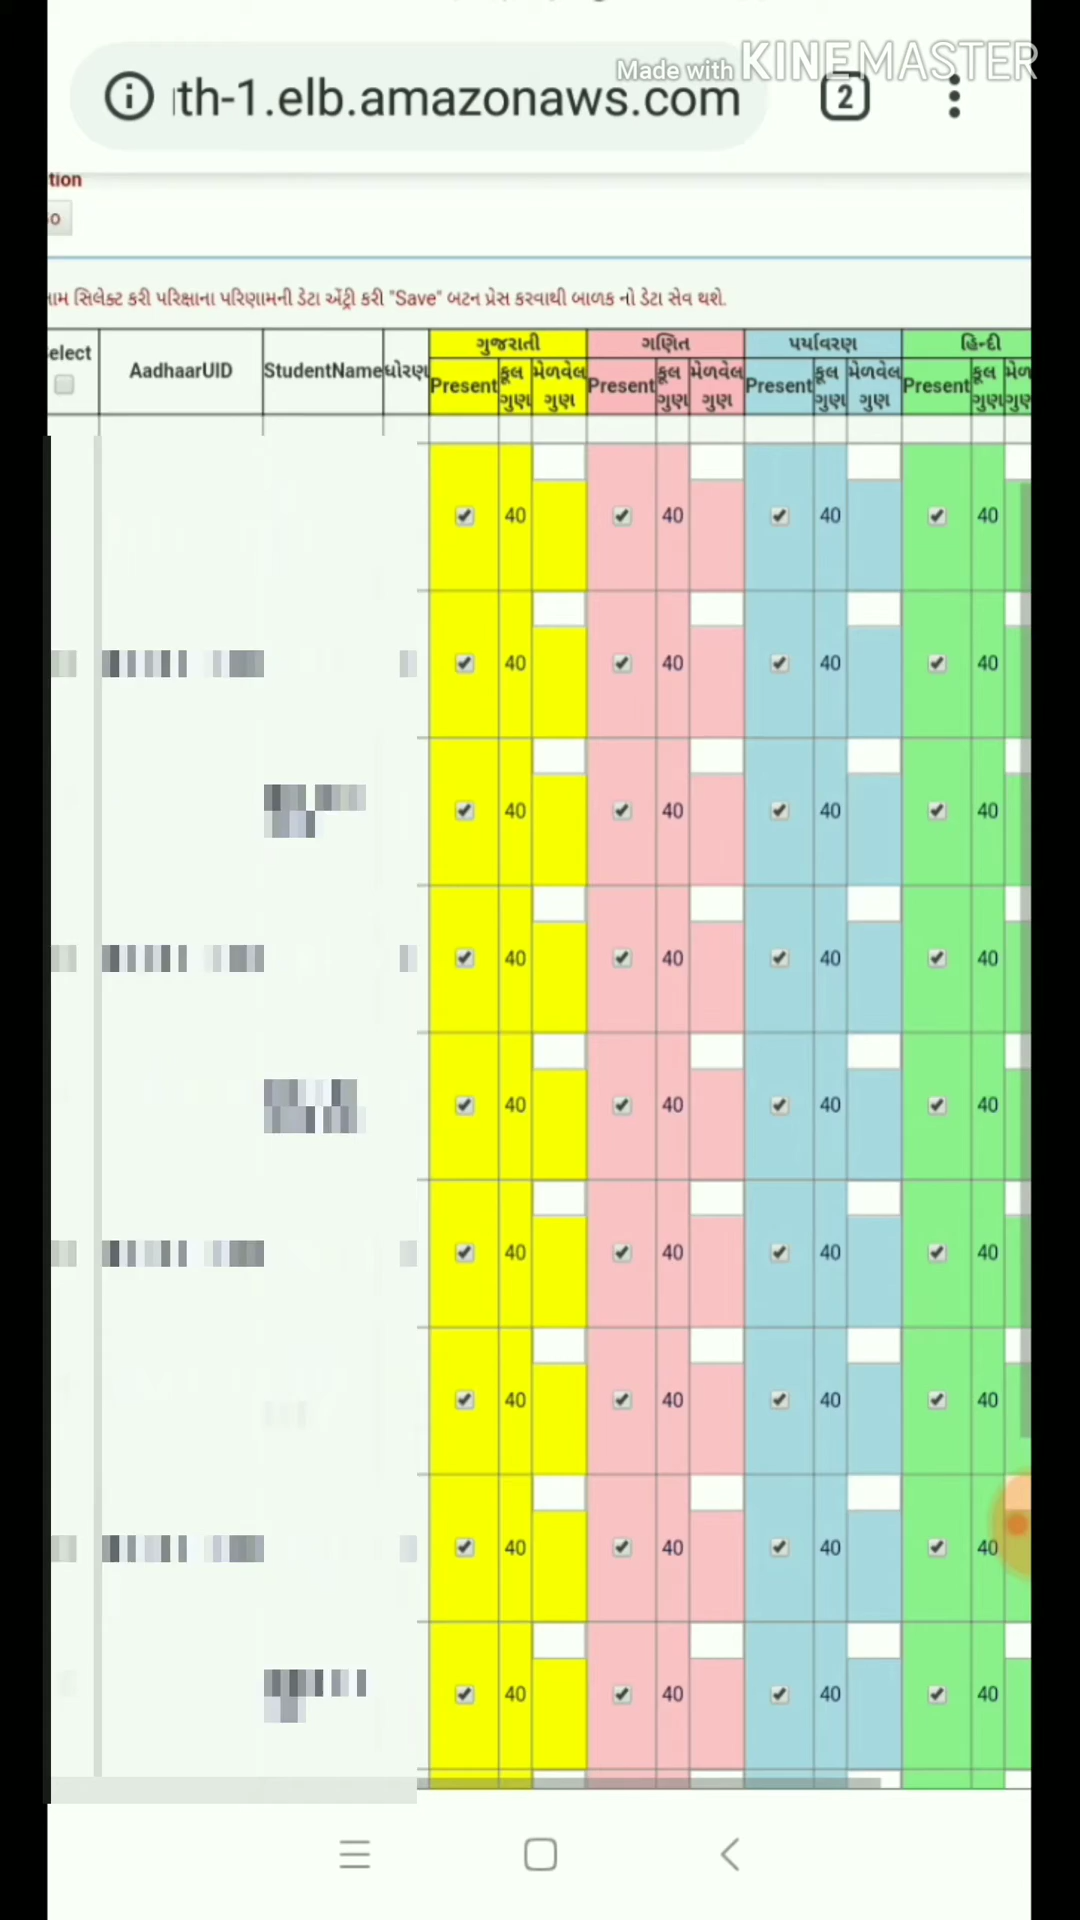 Made with KINEMASTER
th-1.elb.amazonaws.com 2
tion
સિલેક્ટ કરી પરિક્ષાના પરિણામની ડેટા ઍંટ્રી કરી "Save" બટન પ્રેસ કરવાથી બાળક નો ડેટા સેવ થશે.
ગુજરાતી ગણિત પર્યાવરણ હિન્દી
elect AadhaarUID StudentName ધોરણ Present કૂલ ગુણ મેળવેલ ગુણ Present કૂલ ગુણ મેળવેલ ગુણ Present કૂલ ગુણ મેળવેલ ગુણ Present કૂલ ગુણ
40 40 40 40
40 40 40 40
40 40 40 40
40 40 40 40
40 40 40 40
40 40 40 40
40 40 40 40
40 40 40 40
40 40 40 40